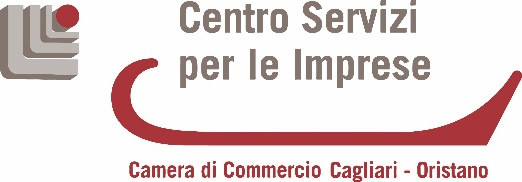 Centro Servizi
per le Imprese
Camera di Commercio Cagliari - Oristano